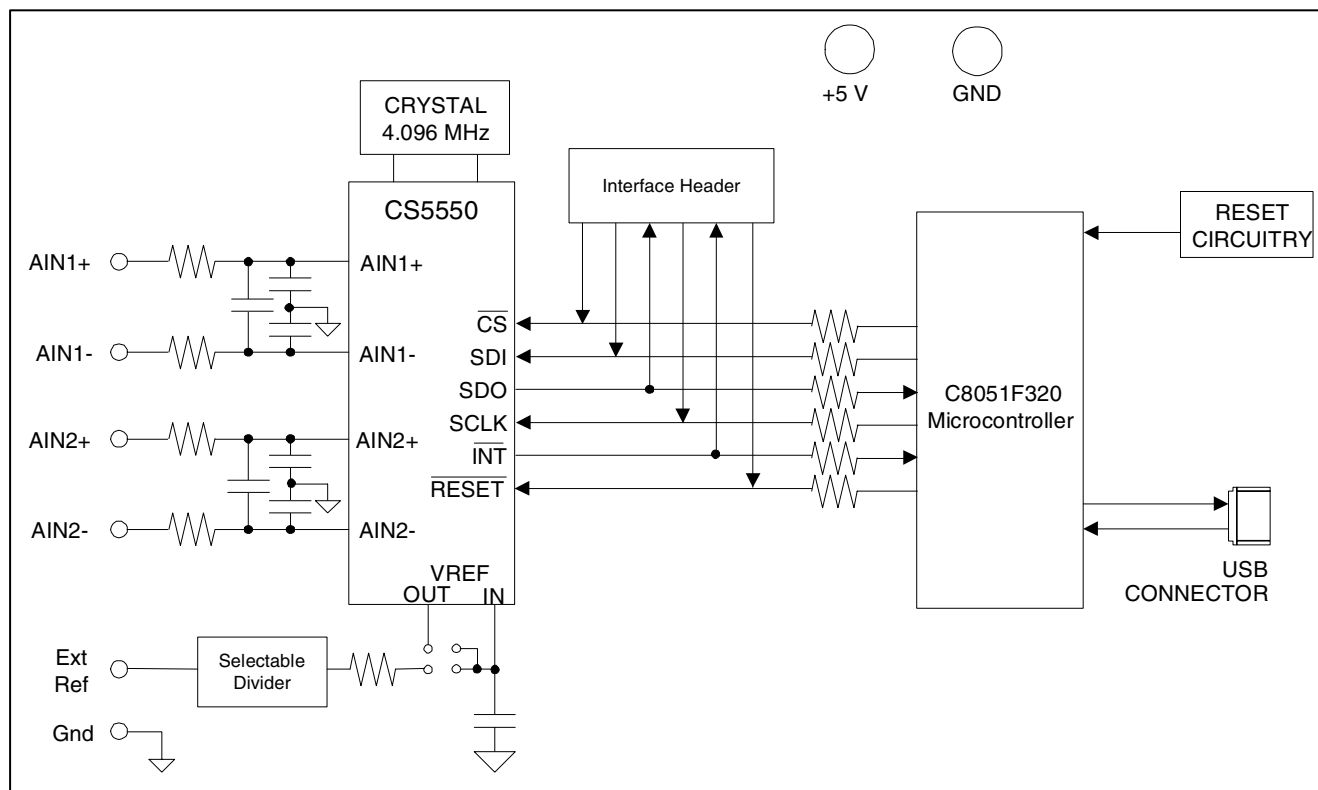 +5 V
GND
CRYSTAL
4.096 MHz
Interface Header
CS5550
RESET
CIRCUITRY
AIN1+
AIN1+
CS
AIN1-
AIN1-
SDI
SDO
C8051F320
Microcontroller
SCLK
AIN2+
AIN2+
INT
RESET
AIN2-
AIN2-
VREF
OUT
IN
USB
CONNECTOR
Ext
Ref
Selectable
Divider
Gnd